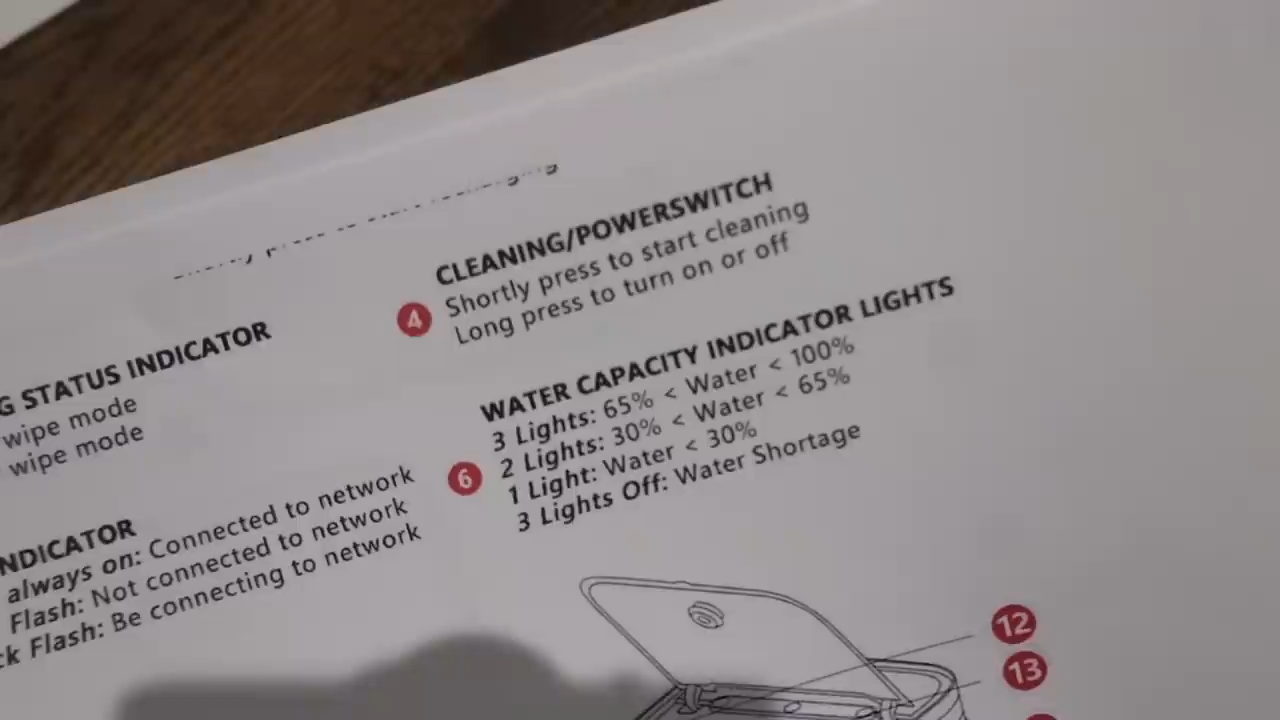 CLEANING/POWERSWITCH
4
Shortly press to start cleaning
Long press to turn on or off
G STATUS INDICATOR
wipe mode
wipe mode
WATER CAPACITY INDICATOR LIGHTS
3 Lights: 65% < Water < 100%
2 Lights: 30% < Water < 65%
6
1 Light: Water < 30%
3 Lights Off: Water Shortage
NDICATOR
always on: Connected to network
Flash: Not connected to network
ck Flash: Be connecting to network
12
13